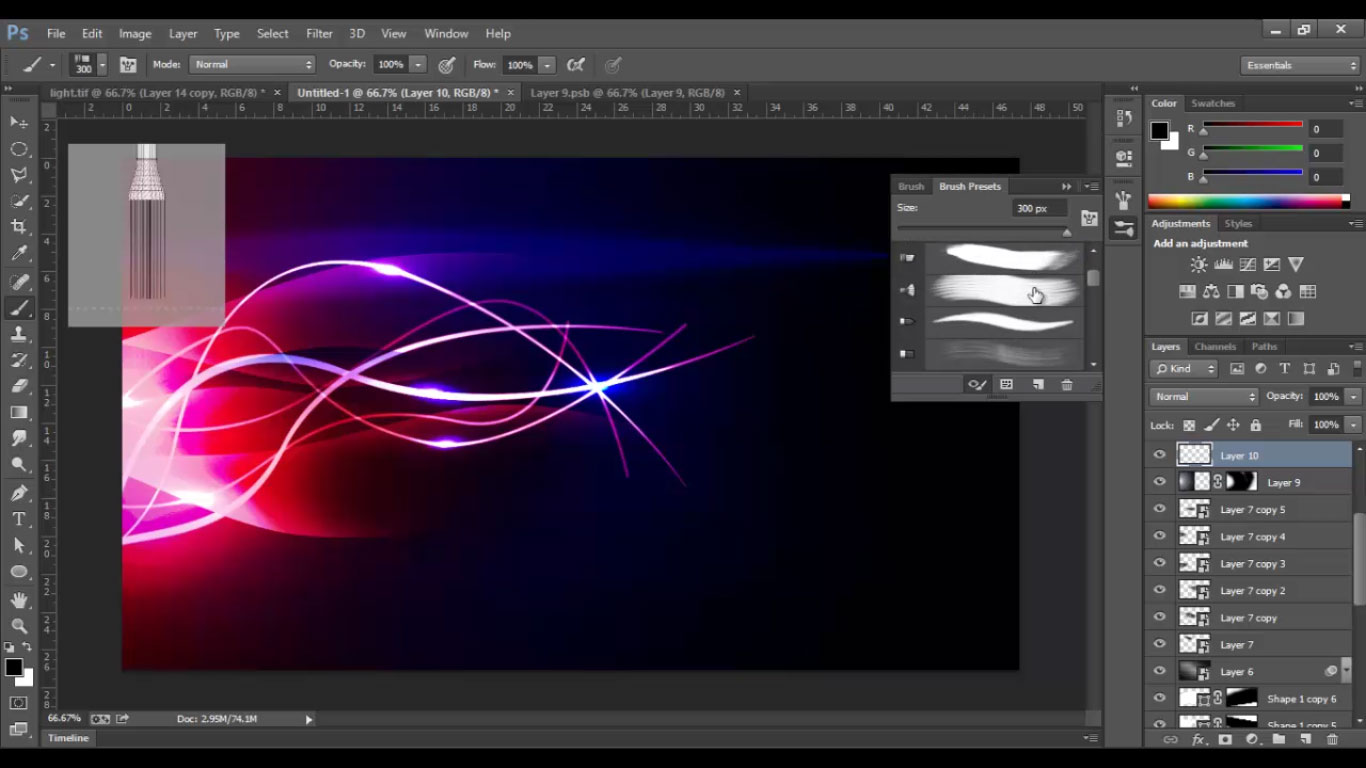 Ps File Edit Image Layer Type Select Filter 3D View Window Help
300 Mode: Normal Opacity: 100% Flow: 100% Essentials
light.tif @ 66.7% (Layer 14 copy, RGB/8) * × Untitled-1 @ 66.7% (Layer 10, RGB/8) * × Layer 9.psb @ 66.7% (Layer 9, RGB/8) ×
2 0 2 4 6 8 10 12 14 16 18 20 22 24 26 28 30 32 34 36 38 40 42 44 46 48 50
Color Swatches
R 0
G 0
B 0
Brush Brush Presets
Size: 300 px
Adjustments Styles
Add an adjustment
Layers Channels Paths
Kind
Normal Opacity: 100%
Lock: Fill: 100%
Layer 10
Layer 9
Layer 7 copy 5
Layer 7 copy 4
Layer 7 copy 3
Layer 7 copy 2
Layer 7 copy
Layer 7
Layer 6
Shape 1 copy 6
Shape 1 copy 5
66.67% Doc: 2.95M/74.1M
Timeline